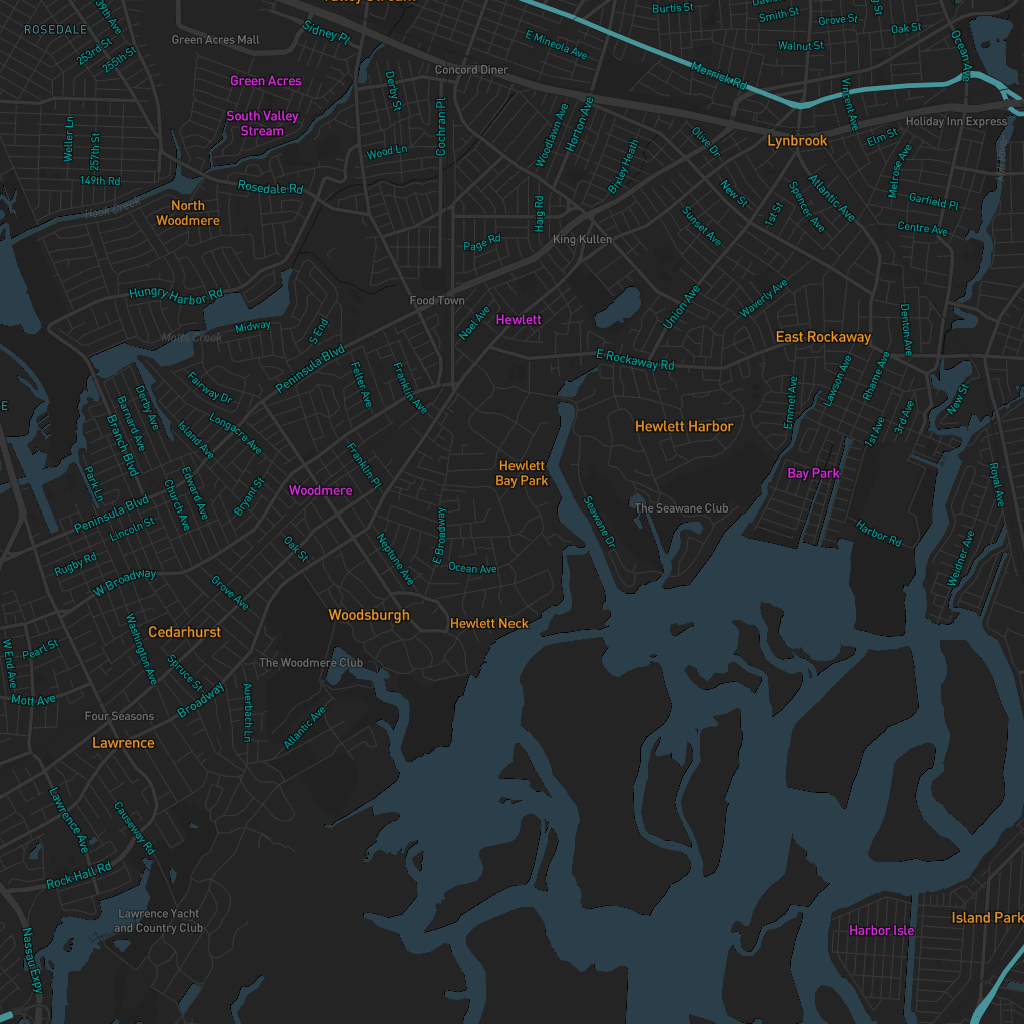 Valley Stream
139th Ave
Curtis St
Smith St
Grove St
Oak St
ROSEDALE
253rd St
255th St
Green Acres Mall
Sidney Pl
E Mineola Ave
Walnut St
Ocean Ave
Green Acres
Concord Diner
Merrick Rd
Derby St
Cochran Pl
Vincent Ave
South Valley
Stream
Weller Ln
257th St
Woodlawn Ave
Horton Ave
Olive Dr
Lynbrook
Elm St
Holiday Inn Express
Wood Ln
Bixley Heath
Melrose Ave
149th Rd
Rosedale Rd
New St
Atlantic Ave
Spencer Ave
1st St
Garfield Pl
North
Woodmere
Hook Creek
Haig Rd
Sunset Ave
Centre Ave
Page Rd
King Kullen
Hungry Harbor Rd
Food Town
Union Ave
Waverly Ave
Noel Ave
Hewlett
Midway
S End
Denton Ave
Motts Creek
East Rockaway
Peninsula Blvd
E Rockaway Rd
Felter Ave
Franklin Ave
Fairway Dr
Derby Ave
Barnard Ave
Branch Blvd
Emmet Ave
Lawson Ave
Rhame Ave
New St
E
Longacre Ave
Island Ave
1st Ave
3rd Ave
Hewlett Harbor
Franklin Pl
Hewlett
Bay Park
Bay Park
Park Ln
Edward Ave
Church Ave
Bryant St
Woodmere
Royal Ave
Peninsula Blvd
Lincoln St
Seawane Dr
The Seawane Club
Harbor Rd
E Broadway
Oak St
Neptune Ave
Weidner Ave
Rugby Rd
W Broadway
Ocean Ave
Grove Ave
Woodsburgh
Hewlett Neck
Cedarhurst
Washington Ave
Pearl St
W End Ave
Spruce St
The Woodmere Club
Mott Ave
Broadway
Auerbach Ln
Atlantic Ave
Four Seasons
Lawrence
Lawrence Ave
Causeway Rd
Rock Hall Rd
Lawrence Yacht
and Country Club
Island Park
Harbor Isle
Nassau Expy